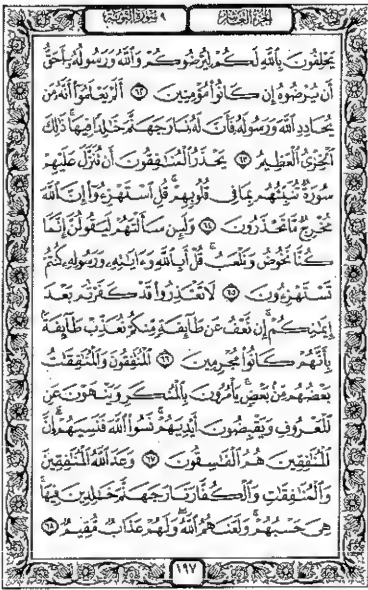 الجزء العاشر
٩ سورة التوبة
يَحْلِفُونَ بِٱللَّهِ لَكُمْ لِيُرْضُوكُمْ وَٱللَّهُ وَرَسُولُهُۥٓ أَحَقُّ
أَن يُرْضُوهُ إِن كَانُوا۟ مُؤْمِنِينَ ٦٢ أَلَمْ يَعْلَمُوٓا۟ أَنَّهُۥ مَن
يُحَادِدِ ٱللَّهَ وَرَسُولَهُۥ فَأَنَّ لَهُۥ نَارَ جَهَنَّمَ خَٰلِدًا فِيهَا ۚ ذَٰلِكَ
ٱلْخِزْىُ ٱلْعَظِيمُ ٦٣ يَحْذَرُ ٱلْمُنَٰفِقُونَ أَن تُنَزَّلَ عَلَيْهِمْ
سُورَةٌ تُنَبِّئُهُم بِمَا فِى قُلُوبِهِمْ ۚ قُلِ ٱسْتَهْزِءُوٓا۟ إِنَّ ٱللَّهَ
مُخْرِجٌ مَّا تَحْذَرُونَ ٦٤ وَلَئِن سَأَلْتَهُمْ لَيَقُولُنَّ إِنَّمَا
كُنَّا نَخُوضُ وَنَلْعَبُ ۚ قُلْ أَبِٱللَّهِ وَءَايَٰتِهِۦ وَرَسُولِهِۦ كُنتُمْ
تَسْتَهْزِءُونَ ٦٥ لَا تَعْتَذِرُوا۟ قَدْ كَفَرْتُم بَعْدَ
إِيمَٰنِكُمْ ۚ إِن نَّعْفُ عَن طَآئِفَةٍ مِّنكُمْ نُعَذِّبْ طَآئِفَةًۢ
بِأَنَّهُمْ كَانُوا۟ مُجْرِمِينَ ٦٦ ٱلْمُنَٰفِقُونَ وَٱلْمُنَٰفِقَٰتُ
بَعْضُهُم مِّنۢ بَعْضٍ ۚ يَأْمُرُونَ بِٱلْمُنكَرِ وَيَنْهَوْنَ عَنِ
ٱلْمَعْرُوفِ وَيَقْبِضُونَ أَيْدِيَهُمْ ۚ نَسُوا۟ ٱللَّهَ فَنَسِيَهُمْ ۗ إِنَّ
ٱلْمُنَٰفِقِينَ هُمُ ٱلْفَٰسِقُونَ ٦٧ وَعَدَ ٱللَّهُ ٱلْمُنَٰفِقِينَ
وَٱلْمُنَٰفِقَٰتِ وَٱلْكُفَّارَ نَارَ جَهَنَّمَ خَٰلِدِينَ فِيهَا ۚ
هِىَ حَسْبُهُمْ ۚ وَلَعَنَهُمُ ٱللَّهُ ۖ وَلَهُمْ عَذَابٌ مُّقِيمٌ ٦٨
١٩٧